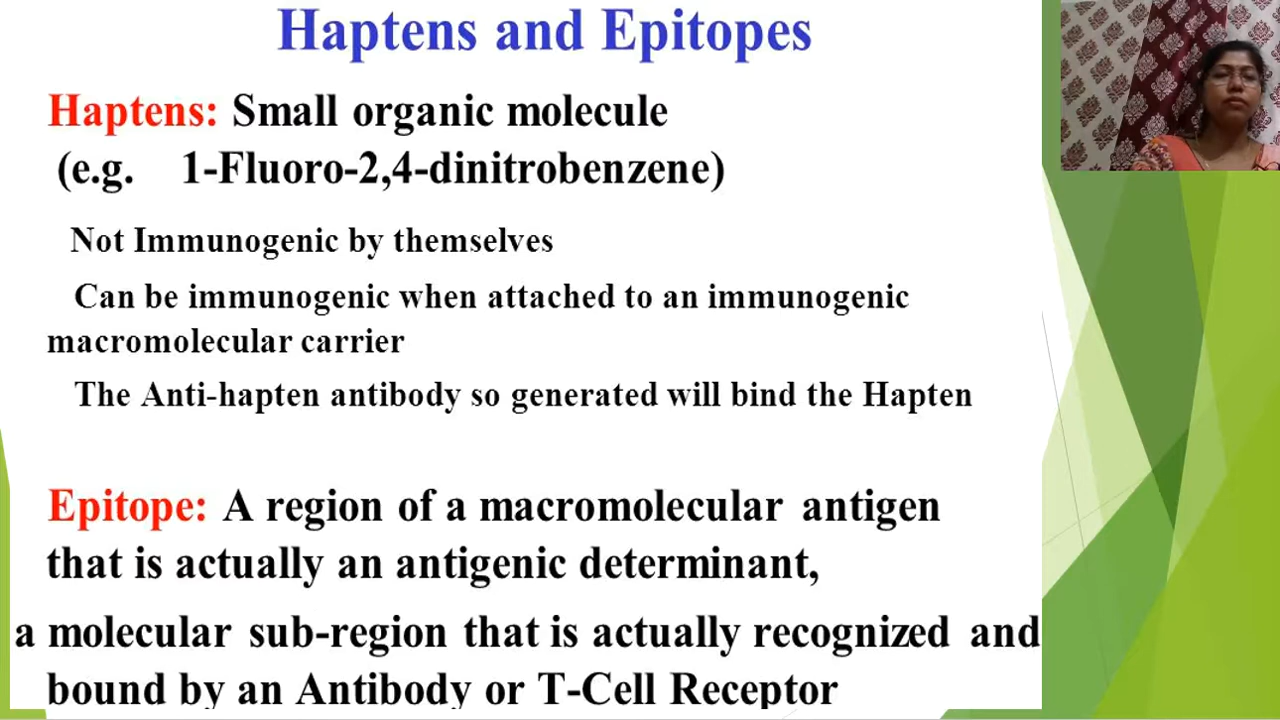 Haptens and Epitopes
Haptens: Small organic molecule
(e.g. 1-Fluoro-2,4-dinitrobenzene)
Not Immunogenic by themselves
Can be immunogenic when attached to an immunogenic
macromolecular carrier
The Anti-hapten antibody so generated will bind the Hapten
Epitope: A region of a macromolecular antigen
that is actually an antigenic determinant,
a molecular sub-region that is actually recognized and
bound by an Antibody or T-Cell Receptor